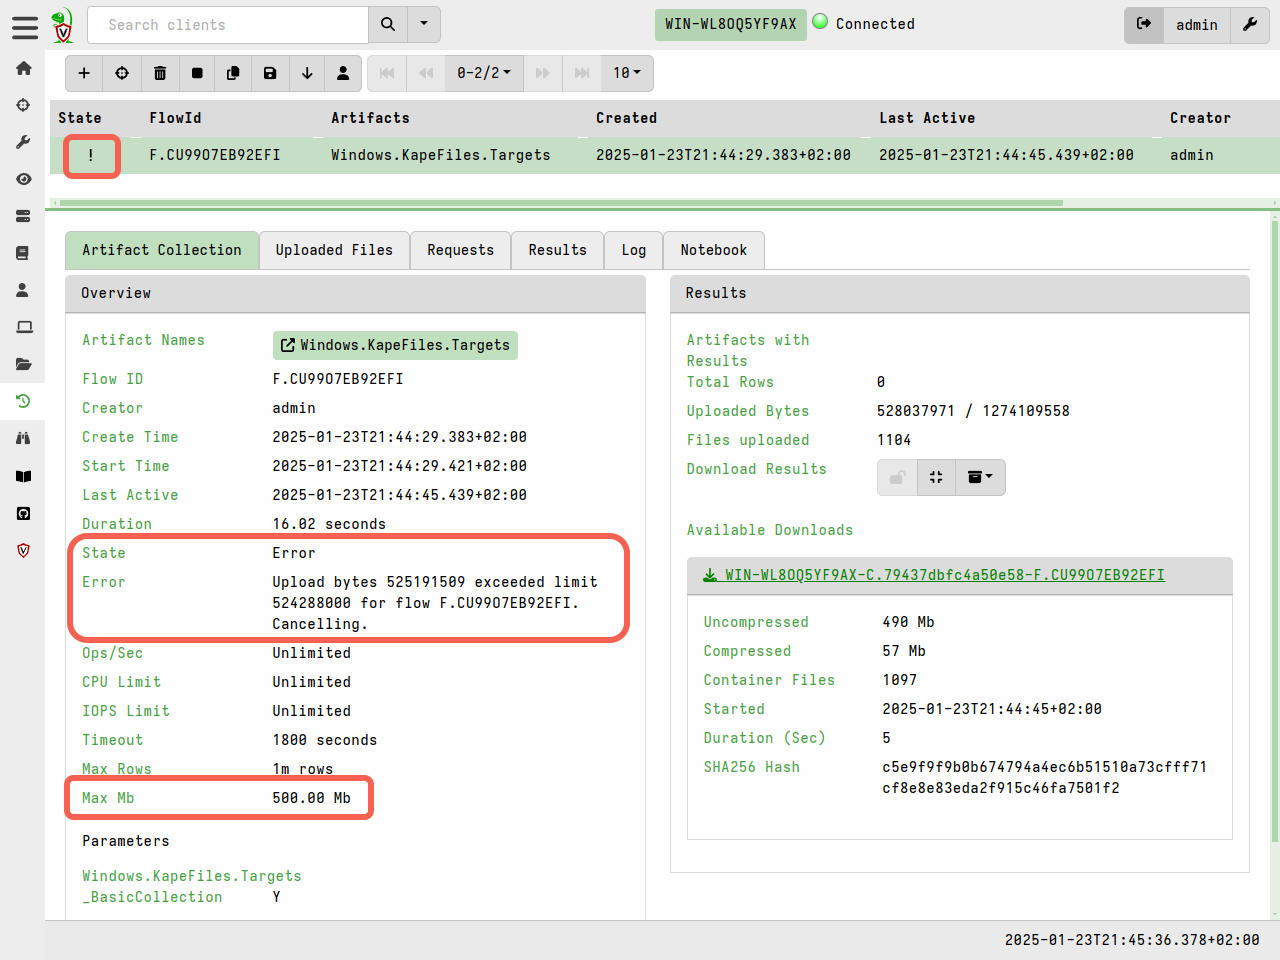 Search clients
WIN-WL8OQ5YF9AX Connected
admin
0-2/2
10
State FlowId Artifacts Created Last Active Creator
! F.CU99O7EB92EFI Windows.KapeFiles.Targets 2025-01-23T21:44:29.383+02:00 2025-01-23T21:44:45.439+02:00 admin
Artifact Collection Uploaded Files Requests Results Log Notebook
Overview
Artifact Names Windows.KapeFiles.Targets
Flow ID F.CU99O7EB92EFI
Creator admin
Create Time 2025-01-23T21:44:29.383+02:00
Start Time 2025-01-23T21:44:29.421+02:00
Last Active 2025-01-23T21:44:45.439+02:00
Duration 16.02 seconds
State Error
Error Upload bytes 525191509 exceeded limit
524288000 for flow F.CU99O7EB92EFI.
Cancelling.
Ops/Sec Unlimited
CPU Limit Unlimited
IOPS Limit Unlimited
Timeout 1800 seconds
Max Rows 1m rows
Max Mb 500.00 Mb
Parameters
Windows.KapeFiles.Targets
_BasicCollection Y
Results
Artifacts with
Results
Total Rows 0
Uploaded Bytes 528037971 / 1274109558
Files uploaded 1104
Download Results
Available Downloads
WIN-WL8OQ5YF9AX-C.79437dbfc4a50e58-F.CU99O7EB92EFI
Uncompressed 490 Mb
Compressed 57 Mb
Container Files 1097
Started 2025-01-23T21:44:45+02:00
Duration (Sec) 5
SHA256 Hash c5e9f9f9b0b674794a4ec6b51510a73cfff71
cf8e8e83eda2f915c46fa7501f2
2025-01-23T21:45:36.378+02:00